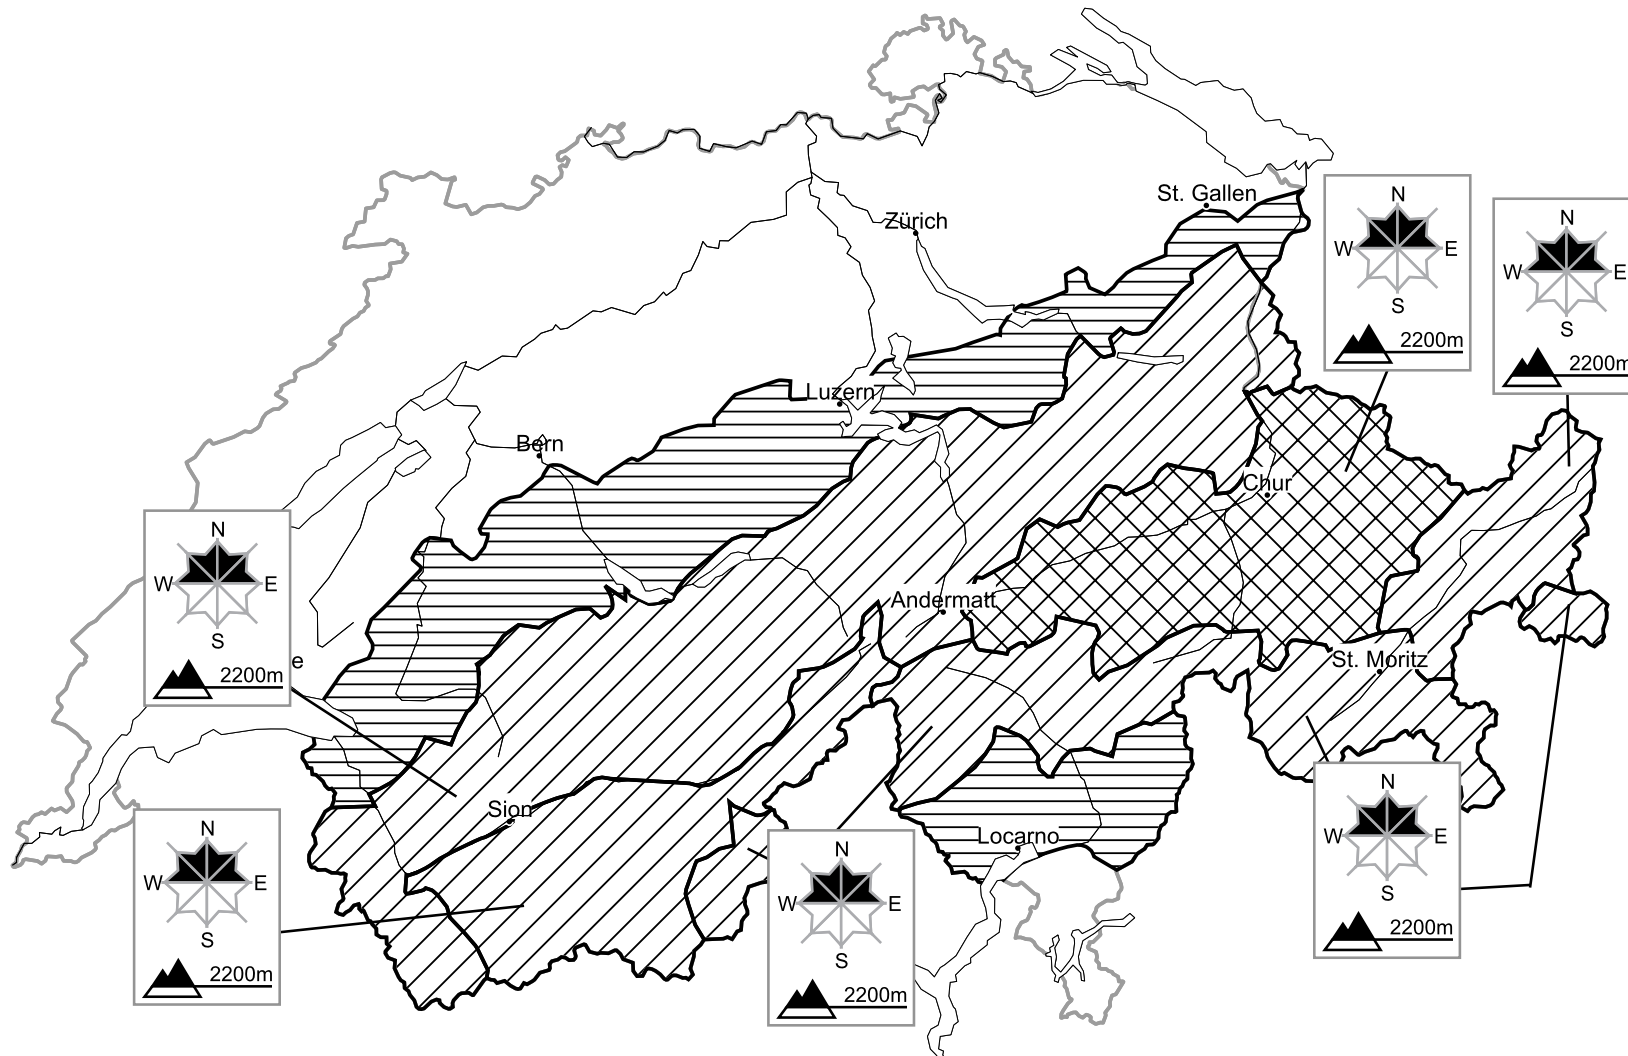 St. Gallen
Zürich
N
W E
S
2200m
N
W E
S
2200m
Luzern
Bern
Chur
N
W E
S
2200m
e
Andermatt
St. Moritz
Sion
Locarno
N
W E
S
2200m
N
W E
S
2200m
N
W E
S
2200m